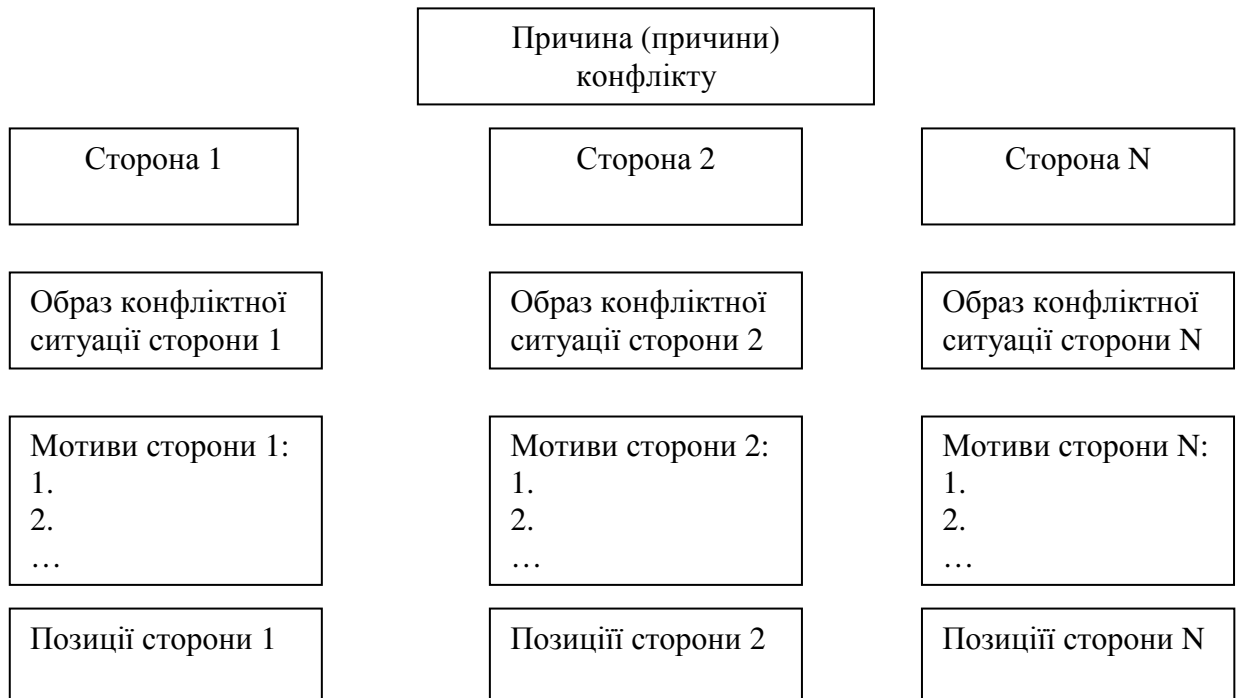 Причина (причини)
конфлікту
Сторона 1
Сторона 2
Сторона N
Образ конфліктної
ситуації сторони 1
Образ конфліктної
ситуації сторони 2
Образ конфліктної
ситуації сторони N
Мотиви сторони 1:
1.
2.
…
Мотиви сторони 2:
1.
2.
…
Мотиви сторони N:
1.
2.
…
Позиції сторони 1
Позиціїї сторони 2
Позиціїї сторони N